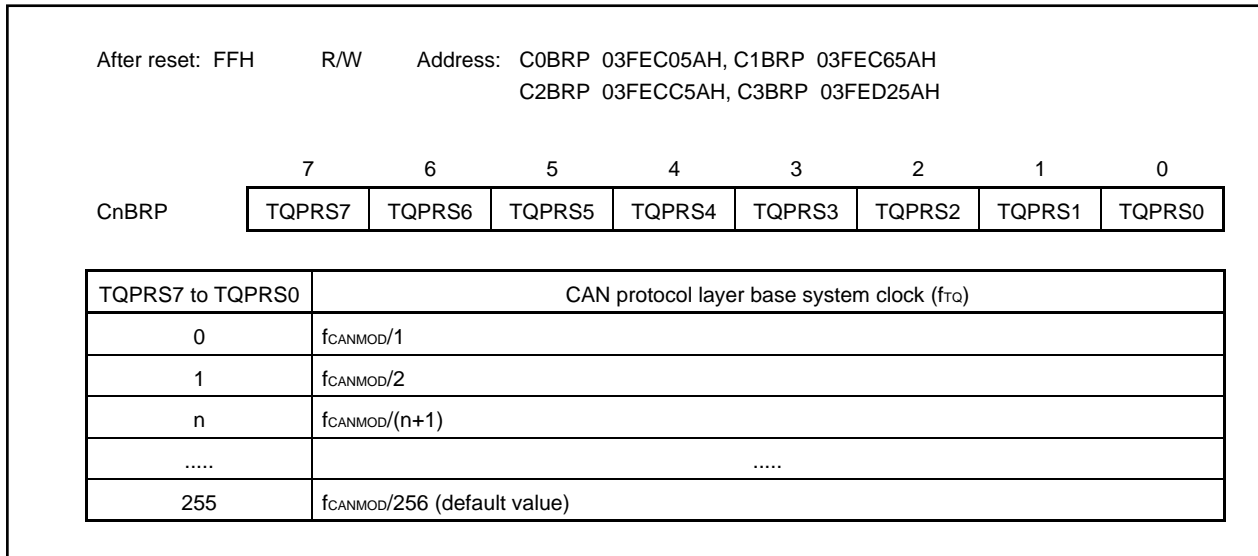 After reset: FFH R/W Address: C0BRP 03FEC05AH, C1BRP 03FEC65AH
C2BRP 03FECC5AH, C3BRP 03FED25AH
7 6 5 4 3 2 1 0
CnBRP TQPRS7 TQPRS6 TQPRS5 TQPRS4 TQPRS3 TQPRS2 TQPRS1 TQPRS0
TQPRS7 to TQPRS0 CAN protocol layer base system clock (fTQ)
0 fCANMOD/1
1 fCANMOD/2
n fCANMOD/(n+1)
..... .....
255 fCANMOD/256 (default value)